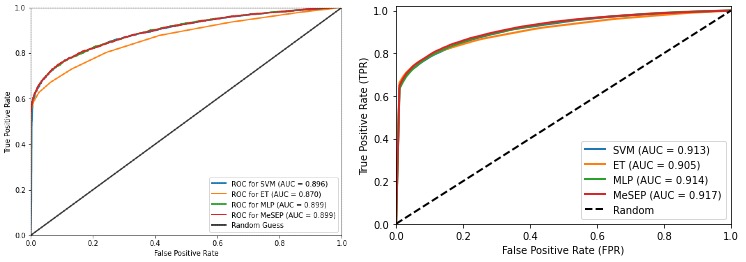 1.0
0.8
0.6
0.4
0.2
0.0
True Positive Rate
0.0 0.2 0.4 0.6 0.8 1.0
False Positive Rate
ROC for SVM (AUC = 0.896)
ROC for ET (AUC = 0.870)
ROC for MLP (AUC = 0.899)
ROC for MeSEP (AUC = 0.899)
Random Guess
1.0
0.8
0.6
0.4
0.2
0.0
True Positive Rate (TPR)
0.0 0.2 0.4 0.6 0.8 1.0
False Positive Rate (FPR)
SVM (AUC = 0.913)
ET (AUC = 0.905)
MLP (AUC = 0.914)
MeSEP (AUC = 0.917)
Random